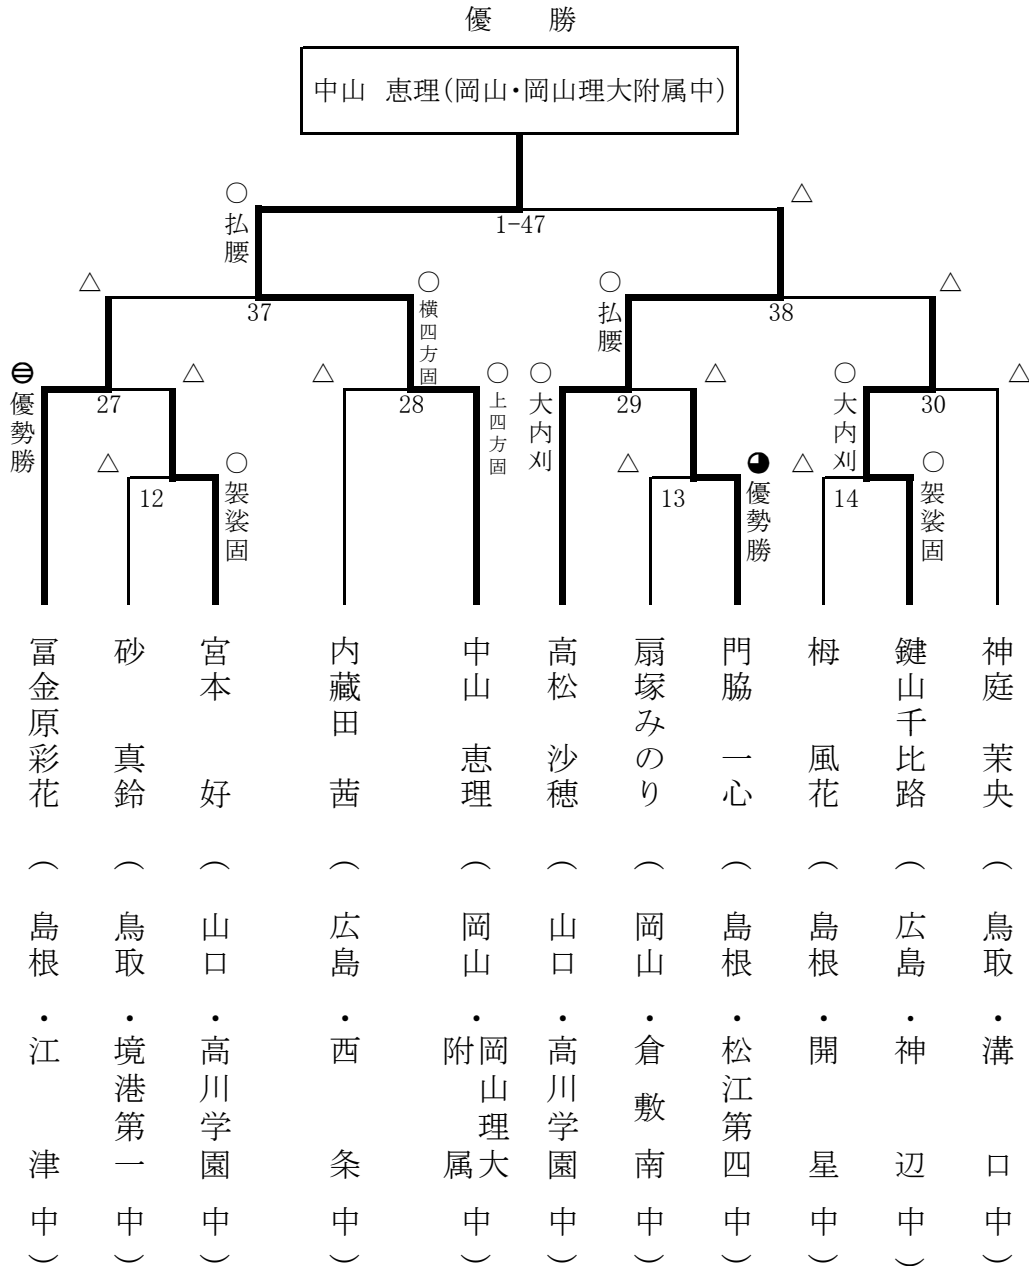 優 勝
中山 恵理(岡山・岡山理大附属中)
○ 払腰
△
1-47
△
37
○ 横四方固
○ 払腰
38
△
⊖ 優勢勝
27
△
△
28
○ 上四方固
○ 大内刈
29
△
○ 大内刈
30
△
△
12
○ 袈裟固
△
13
優勢勝
△
14
○ 袈裟固
冨金原彩花(島根・江津中)
砂 真鈴(鳥取・境港第一中)
宮本 好(山口・高川学園中)
内藏田 茜(広島・西条中)
中山 恵理(岡山・岡山理大附属中)
高松 沙穂(山口・高川学園中)
扇塚みのり(岡山・倉敷南中)
門脇 一心(島根・松江第四中)
栂 風花(島根・開星中)
鍵山千比路(広島・神辺中)
神庭 茉央(鳥取・溝口中)